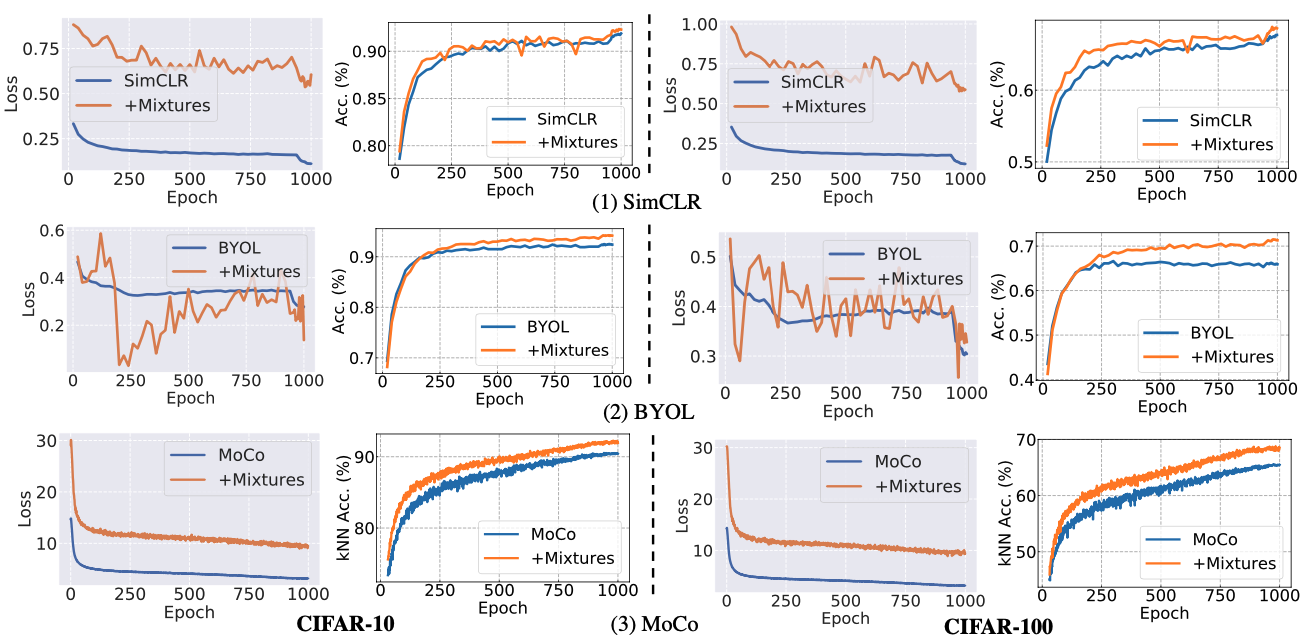 0.75
0.50
0.25
Loss
SimCLR
+Mixtures
0 250 500 750 1000
Epoch
0.90
0.85
0.80
Acc. (%)
SimCLR
+Mixtures
0 250 500 750 1000
Epoch
1.00
0.75
0.50
0.25
Loss
SimCLR
+Mixtures
0 250 500 750 1000
Epoch
0.6
0.5
Acc. (%)
SimCLR
+Mixtures
0 250 500 750 1000
Epoch
(1) SimCLR
0.6
0.4
0.2
Loss
BYOL
+Mixtures
0 250 500 750 1000
Epoch
0.9
0.8
0.7
Acc. (%)
BYOL
+Mixtures
0 250 500 750 1000
Epoch
0.5
0.4
0.3
Loss
BYOL
+Mixtures
0 250 500 750 1000
Epoch
0.7
0.6
0.5
0.4
Acc. (%)
BYOL
+Mixtures
0 250 500 750 1000
Epoch
(2) BYOL
30
20
10
Loss
MoCo
+Mixtures
0 250 500 750 1000
Epoch
90
80
kNN Acc. (%)
MoCo
+Mixtures
0 250 500 750 1000
Epoch
30
20
10
Loss
MoCo
+Mixtures
0 250 500 750 1000
Epoch
70
60
50
kNN Acc. (%)
MoCo
+Mixtures
0 250 500 750 1000
Epoch
CIFAR-10
(3) MoCo
CIFAR-100